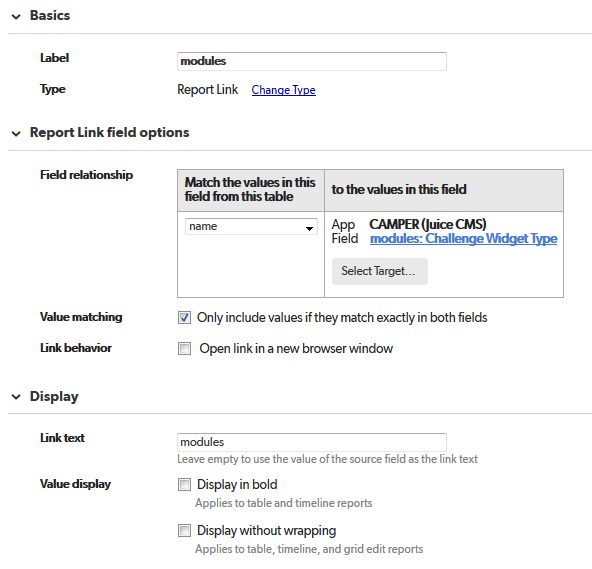 Basics
Label
modules
Type
Report Link Change Type
Report Link field options
Field relationship
Match the values in this
field from this table
to the values in this field
name
App CAMPER (Juice CMS)
Field modules: Challenge Widget Type
Select Target...
Value matching
Only include values if they match exactly in both fields
Link behavior
Open link in a new browser window
Display
Link text
modules
Leave empty to use the value of the source field as the link text
Value display
Display in bold
Applies to table and timeline reports
Display without wrapping
Applies to table, timeline, and grid edit reports